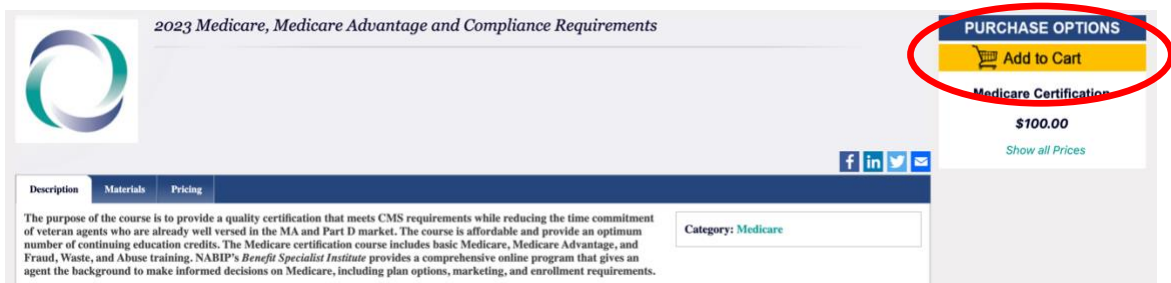 2023 Medicare, Medicare Advantage and Compliance Requirements
PURCHASE OPTIONS
Add to Cart
Medicare Certification
$100.00
Show all Prices
f in
Description Materials Pricing
The purpose of the course is to provide a quality certification that meets CMS requirements while reducing the time commitment
of veteran agents who are already well versed in the MA and Part D market. The course is affordable and provide an optimum
number of continuing education credits. The Medicare certification course includes basic Medicare, Medicare Advantage, and
Fraud, Waste, and Abuse training. NABIP's Benefit Specialist Institute provides a comprehensive online program that gives an
agent the background to make informed decisions on Medicare, including plan options, marketing, and enrollment requirements.
Category: Medicare